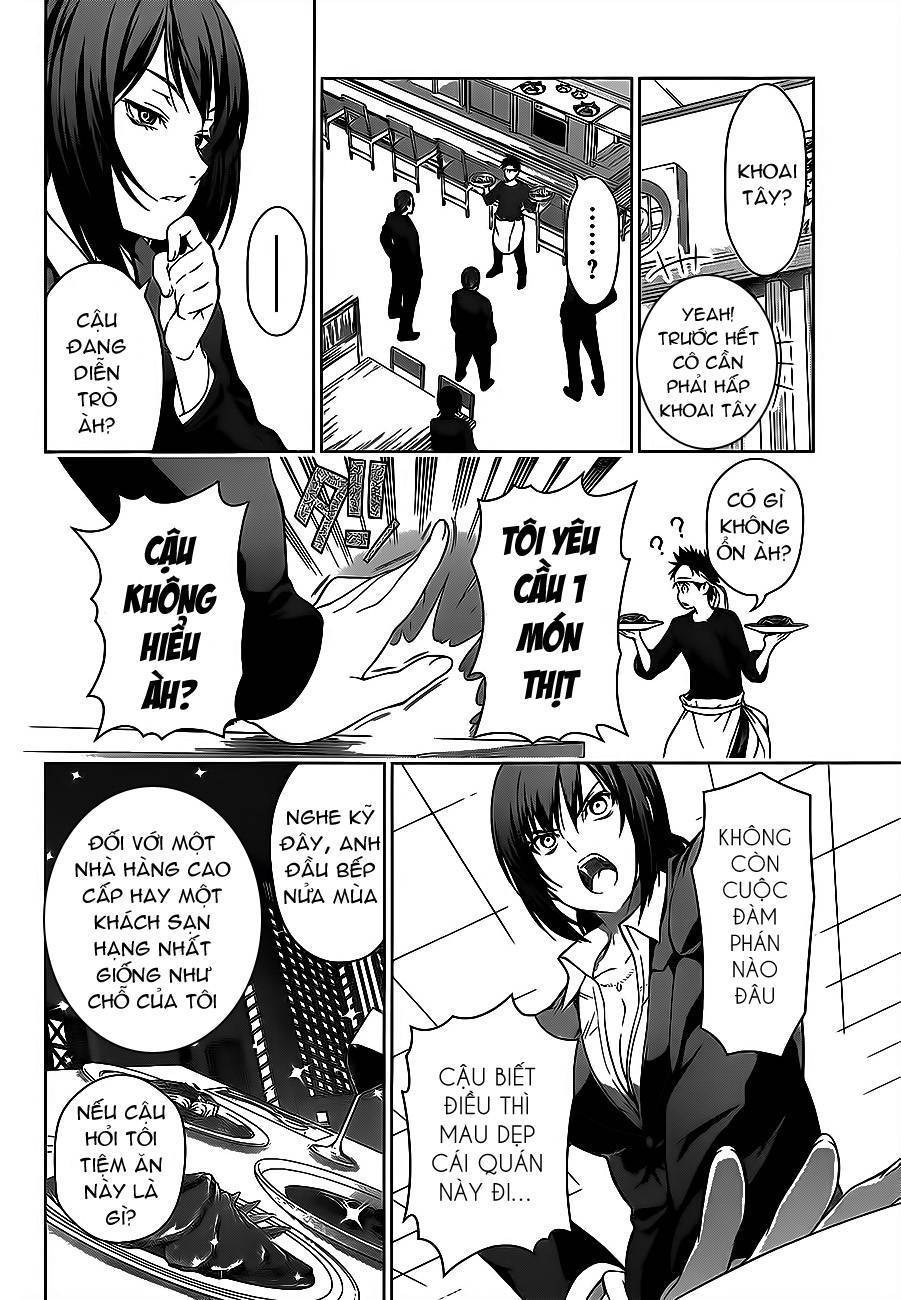 KHOAI
TÂY?
YEAH!
TRƯỚC HẾT
CÔ CẦN
PHẢI HẤP
KHOAI TÂY
.......?
CẬU
ĐANG
DIỄN
TRÒ
ÀH?
CÓ GÌ
KHÔNG
ỔN ÀH?
? ?
TÔI YÊU
CẦU 1
MÓN
THỊT
CẬU
KHÔNG
HIỂU
ÀH?
KHÔNG
CÒN
CUỘC
ĐÀM
PHÁN
NÀO
ĐÂU
CẬU BIẾT
ĐIỀU THÌ
MAU DẸP
CÁI QUÁN
NÀY ĐI...
NGHE KỸ
ĐÂY, ANH
ĐẦU BẾP
NỬA MÙA
ĐỐI VỚI MỘT
NHÀ HÀNG CAO
CẤP HAY MỘT
KHÁCH SẠN
HẠNG NHẤT
GIỐNG NHƯ
CHỖ CỦA TÔI
NẾU CẬU
HỎI TÔI
TIỆM ĂN
NÀY LÀ
GÌ?